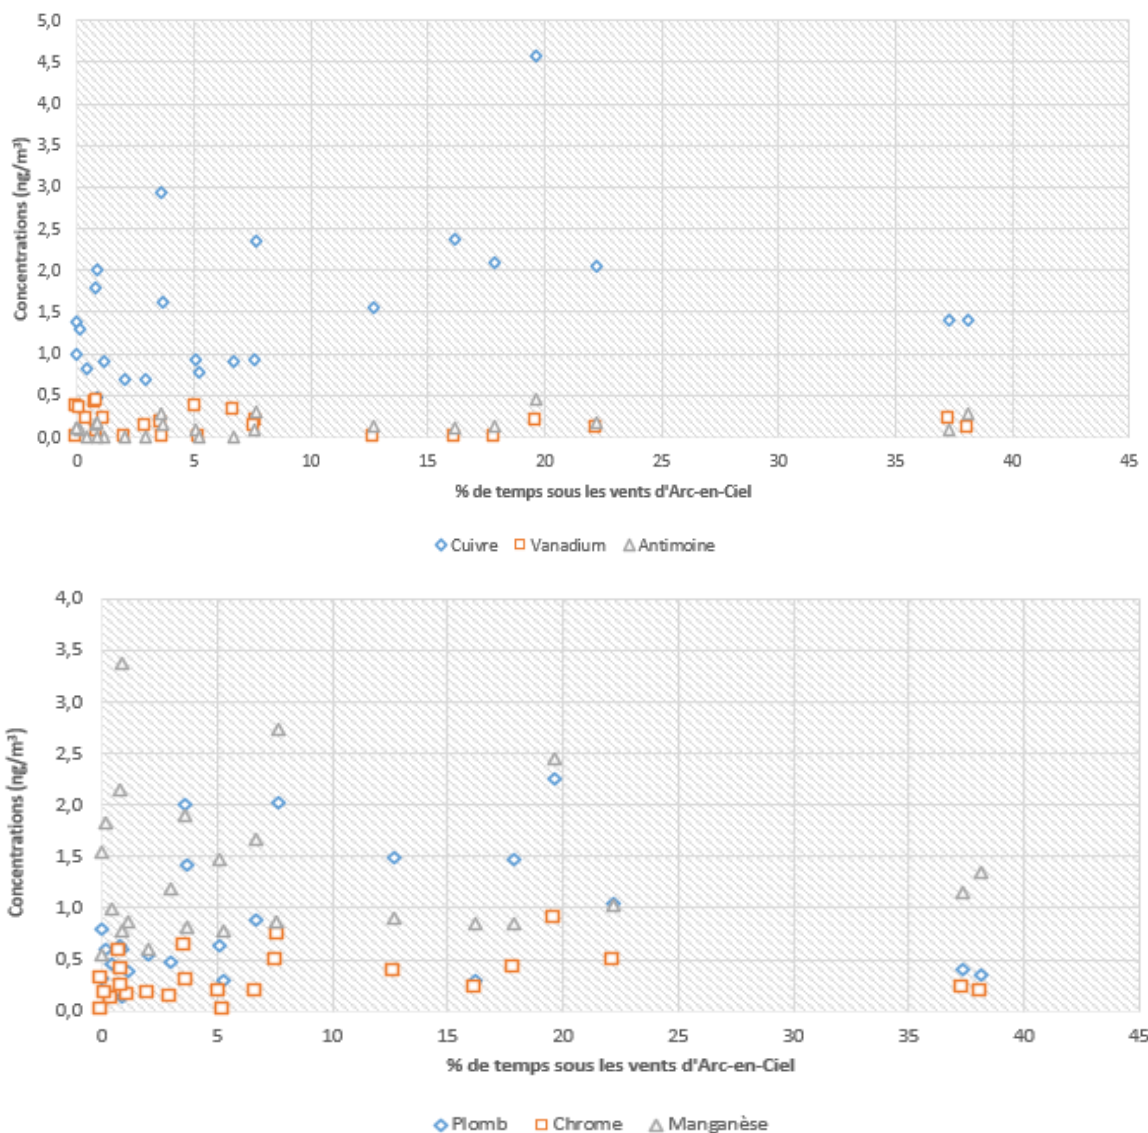 5,0
4,5
4,0
3,5
3,0
2,5
2,0
1,5
1,0
0,5
0,0
Concentrations (ng/m³)
0 5 10 15 20 25 30 35 40 45
% de temps sous les vents d'Arc-en-Ciel
Cuivre Vanadium Antimoine
4,0
3,5
3,0
2,5
2,0
1,5
1,0
0,5
0,0
Concentrations (ng/m³)
0 5 10 15 20 25 30 35 40 45
% de temps sous les vents d'Arc-en-Ciel
Plomb Chrome Manganèse